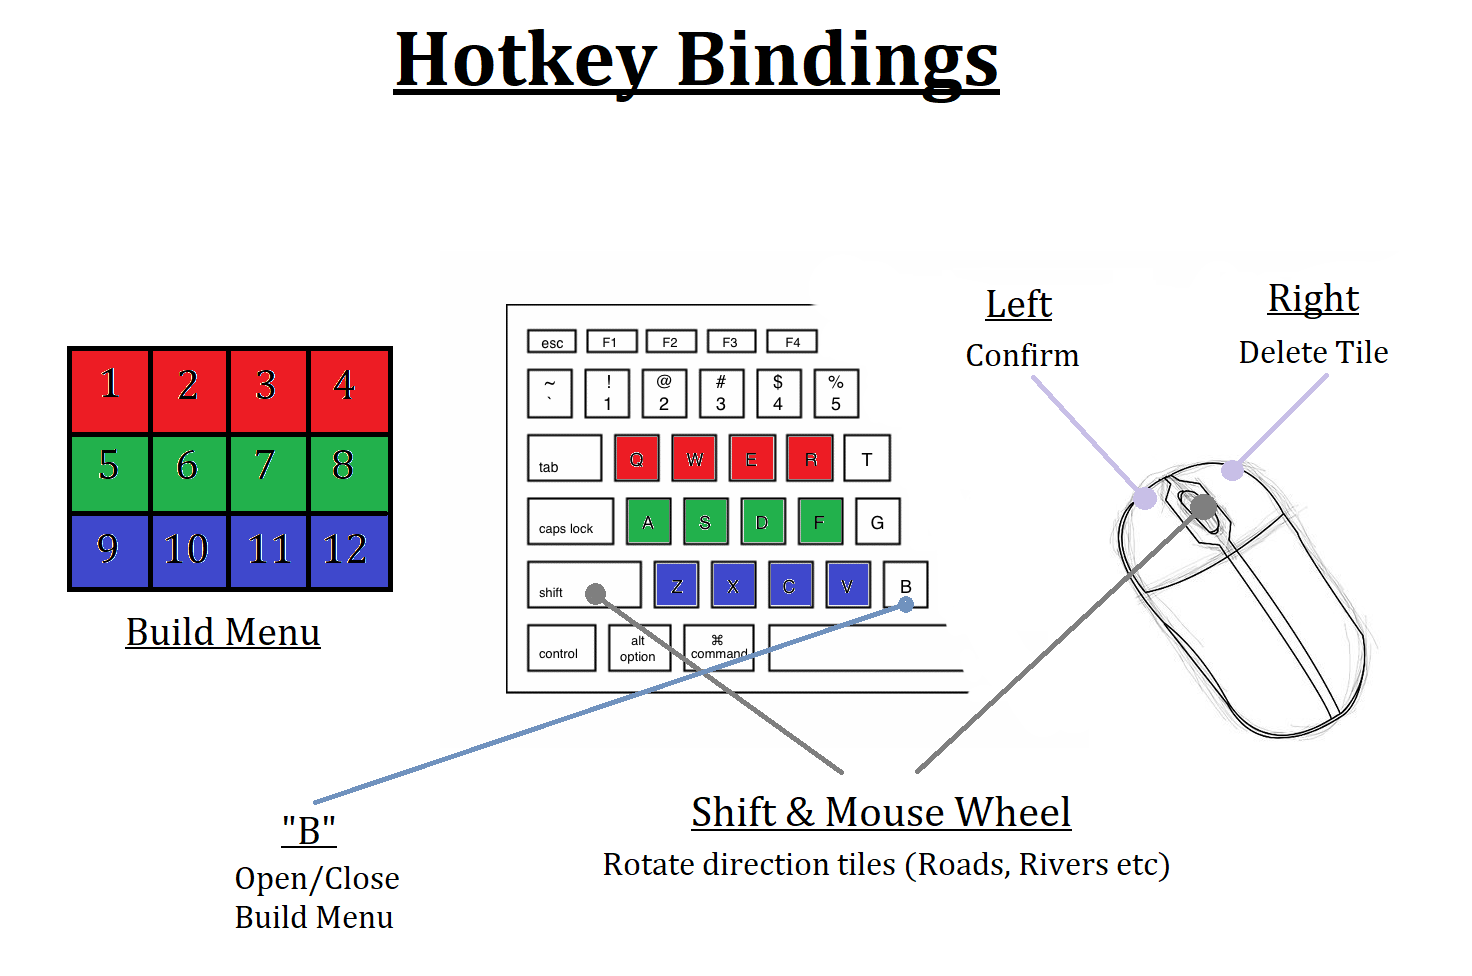 Hotkey Bindings
Left
Confirm
Right
Delete Tile
1 2 3 4
5 6 7 8
9 10 11 12
Build Menu
esc F1 F2 F3 F4
~ ! @ # $ %
` 1 2 3 4 5
tab Q W E R T
caps lock A S D F G
shift Z X C V B
control alt option ⌘ command
"B"
Open/Close
Build Menu
Shift & Mouse Wheel
Rotate direction tiles (Roads, Rivers etc)